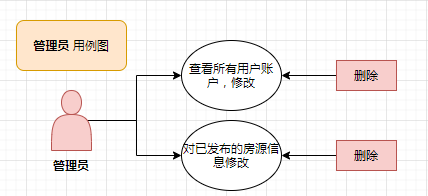 管理员 用例图
查看所有用户账
户，修改
删除
管理员
对已发布的房源信
息修改
删除